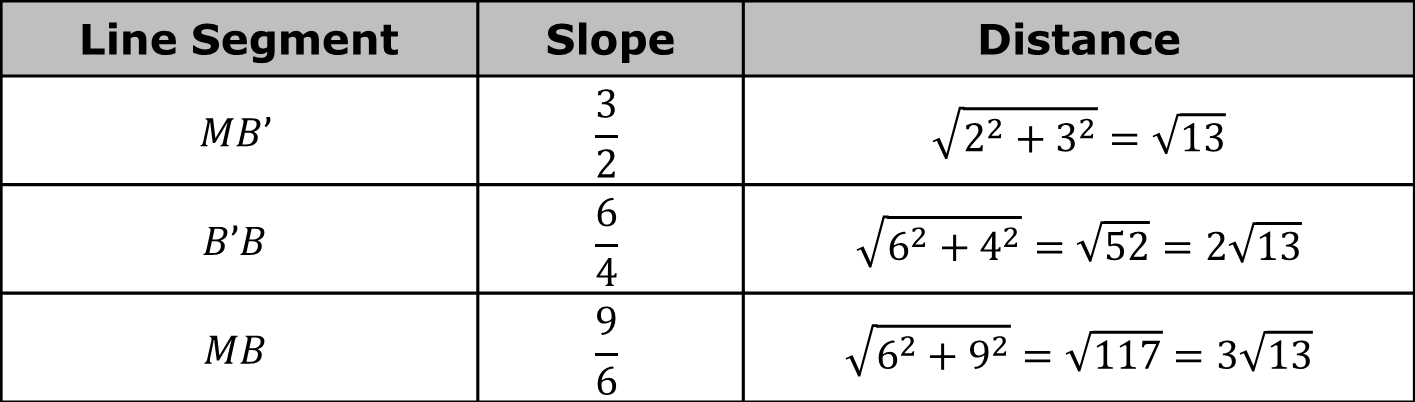 Line Segment Slope Distance
MB’ 3/2 √(2² + 3²) = √13
B’B 6/4 √(6² + 4²) = √52 = 2√13
MB 9/6 √(6² + 9²) = √117 = 3√13